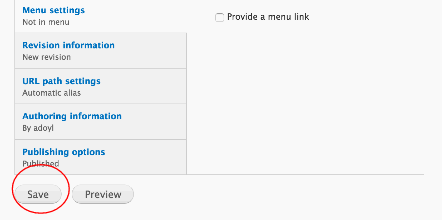 Menu settings
Not in menu
Provide a menu link
Revision information
New revision
URL path settings
Automatic alias
Authoring information
By adoyl
Publishing options
Published
Save
Preview